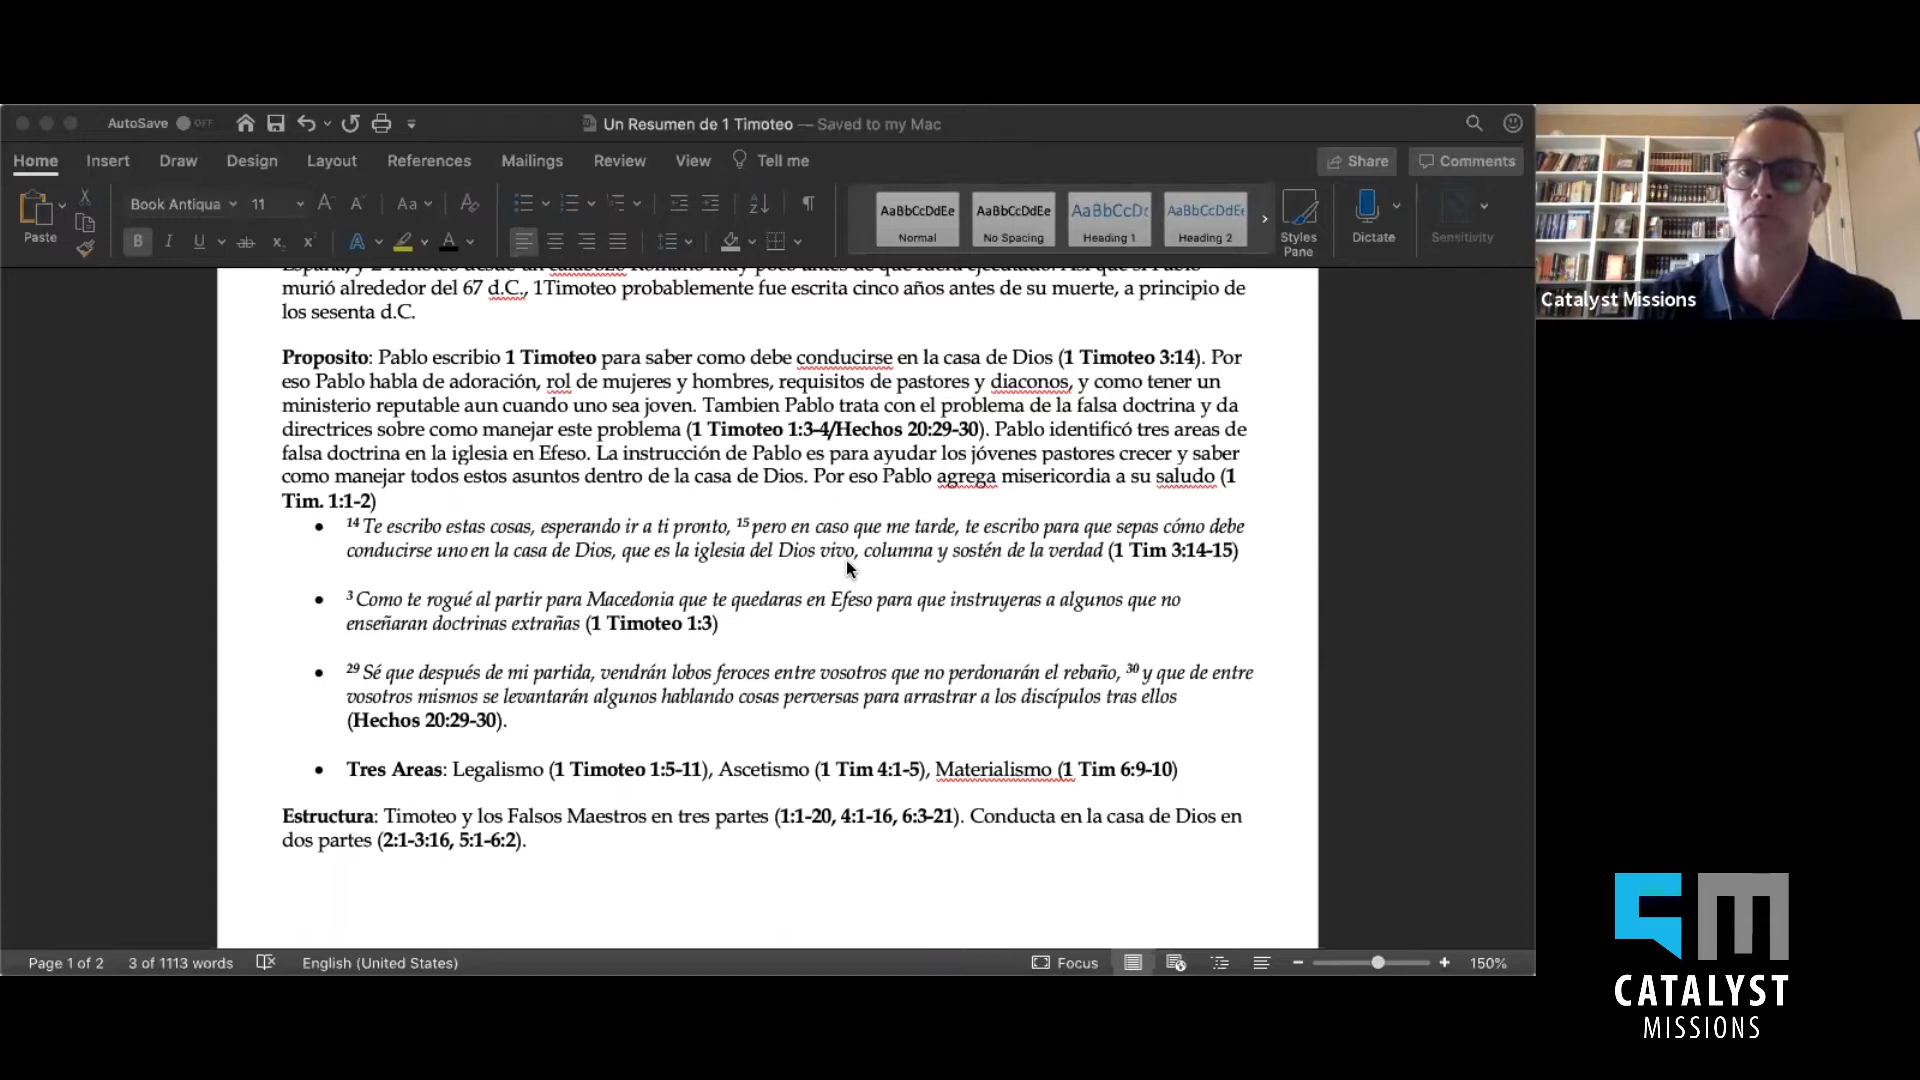 AutoSave OFF
Un Resumen de 1 Timoteo — Saved to my Mac
Home Insert Draw Design Layout References Mailings Review View Tell me Share Comments
Paste
Book Antiqua 11
AaBbCcDdEe AaBbCcDdEe AaBbCcDc AaBbCcDdEe
Normal No Spacing Heading 1 Heading 2
Styles Pane
Dictate
Sensitivity
murió alrededor del 67 d.C., 1Timoteo probablemente fue escrita cinco años antes de su muerte, a principio de
los sesenta d.C.
Proposito: Pablo escribio 1 Timoteo para saber como debe conducirse en la casa de Dios (1 Timoteo 3:14). Por
eso Pablo habla de adoración, rol de mujeres y hombres, requisitos de pastores y diaconos, y como tener un
ministerio reputable aun cuando uno sea joven. Tambien Pablo trata con el problema de la falsa doctrina y da
directrices sobre como manejar este problema (1 Timoteo 1:3-4/Hechos 20:29-30). Pablo identificó tres areas de
falsa doctrina en la iglesia en Efeso. La instrucción de Pablo es para ayudar los jóvenes pastores crecer y saber
como manejar todos estos asuntos dentro de la casa de Dios. Por eso Pablo agrega misericordia a su saludo (1
Tim. 1:1-2)
• 14 Te escribo estas cosas, esperando ir a ti pronto, 15 pero en caso que me tarde, te escribo para que sepas cómo debe
conducirse uno en la casa de Dios, que es la iglesia del Dios vivo, columna y sostén de la verdad (1 Tim 3:14-15)
• 3 Como te rogué al partir para Macedonia que te quedaras en Efeso para que instruyeras a algunos que no
enseñaran doctrinas extrañas (1 Timoteo 1:3)
• 29 Sé que después de mi partida, vendrán lobos feroces entre vosotros que no perdonarán el rebaño, 30 y que de entre
vosotros mismos se levantarán algunos hablando cosas perversas para arrastrar a los discípulos tras ellos
(Hechos 20:29-30).
• Tres Areas: Legalismo (1 Timoteo 1:5-11), Ascetismo (1 Tim 4:1-5), Materialismo (1 Tim 6:9-10)
Estructura: Timoteo y los Falsos Maestros en tres partes (1:1-20, 4:1-16, 6:3-21). Conducta en la casa de Dios en
dos partes (2:1-3:16, 5:1-6:2).
Page 1 of 2 3 of 1113 words English (United States) Focus 150%
Catalyst Missions
CM
CATALYST
MISSIONS